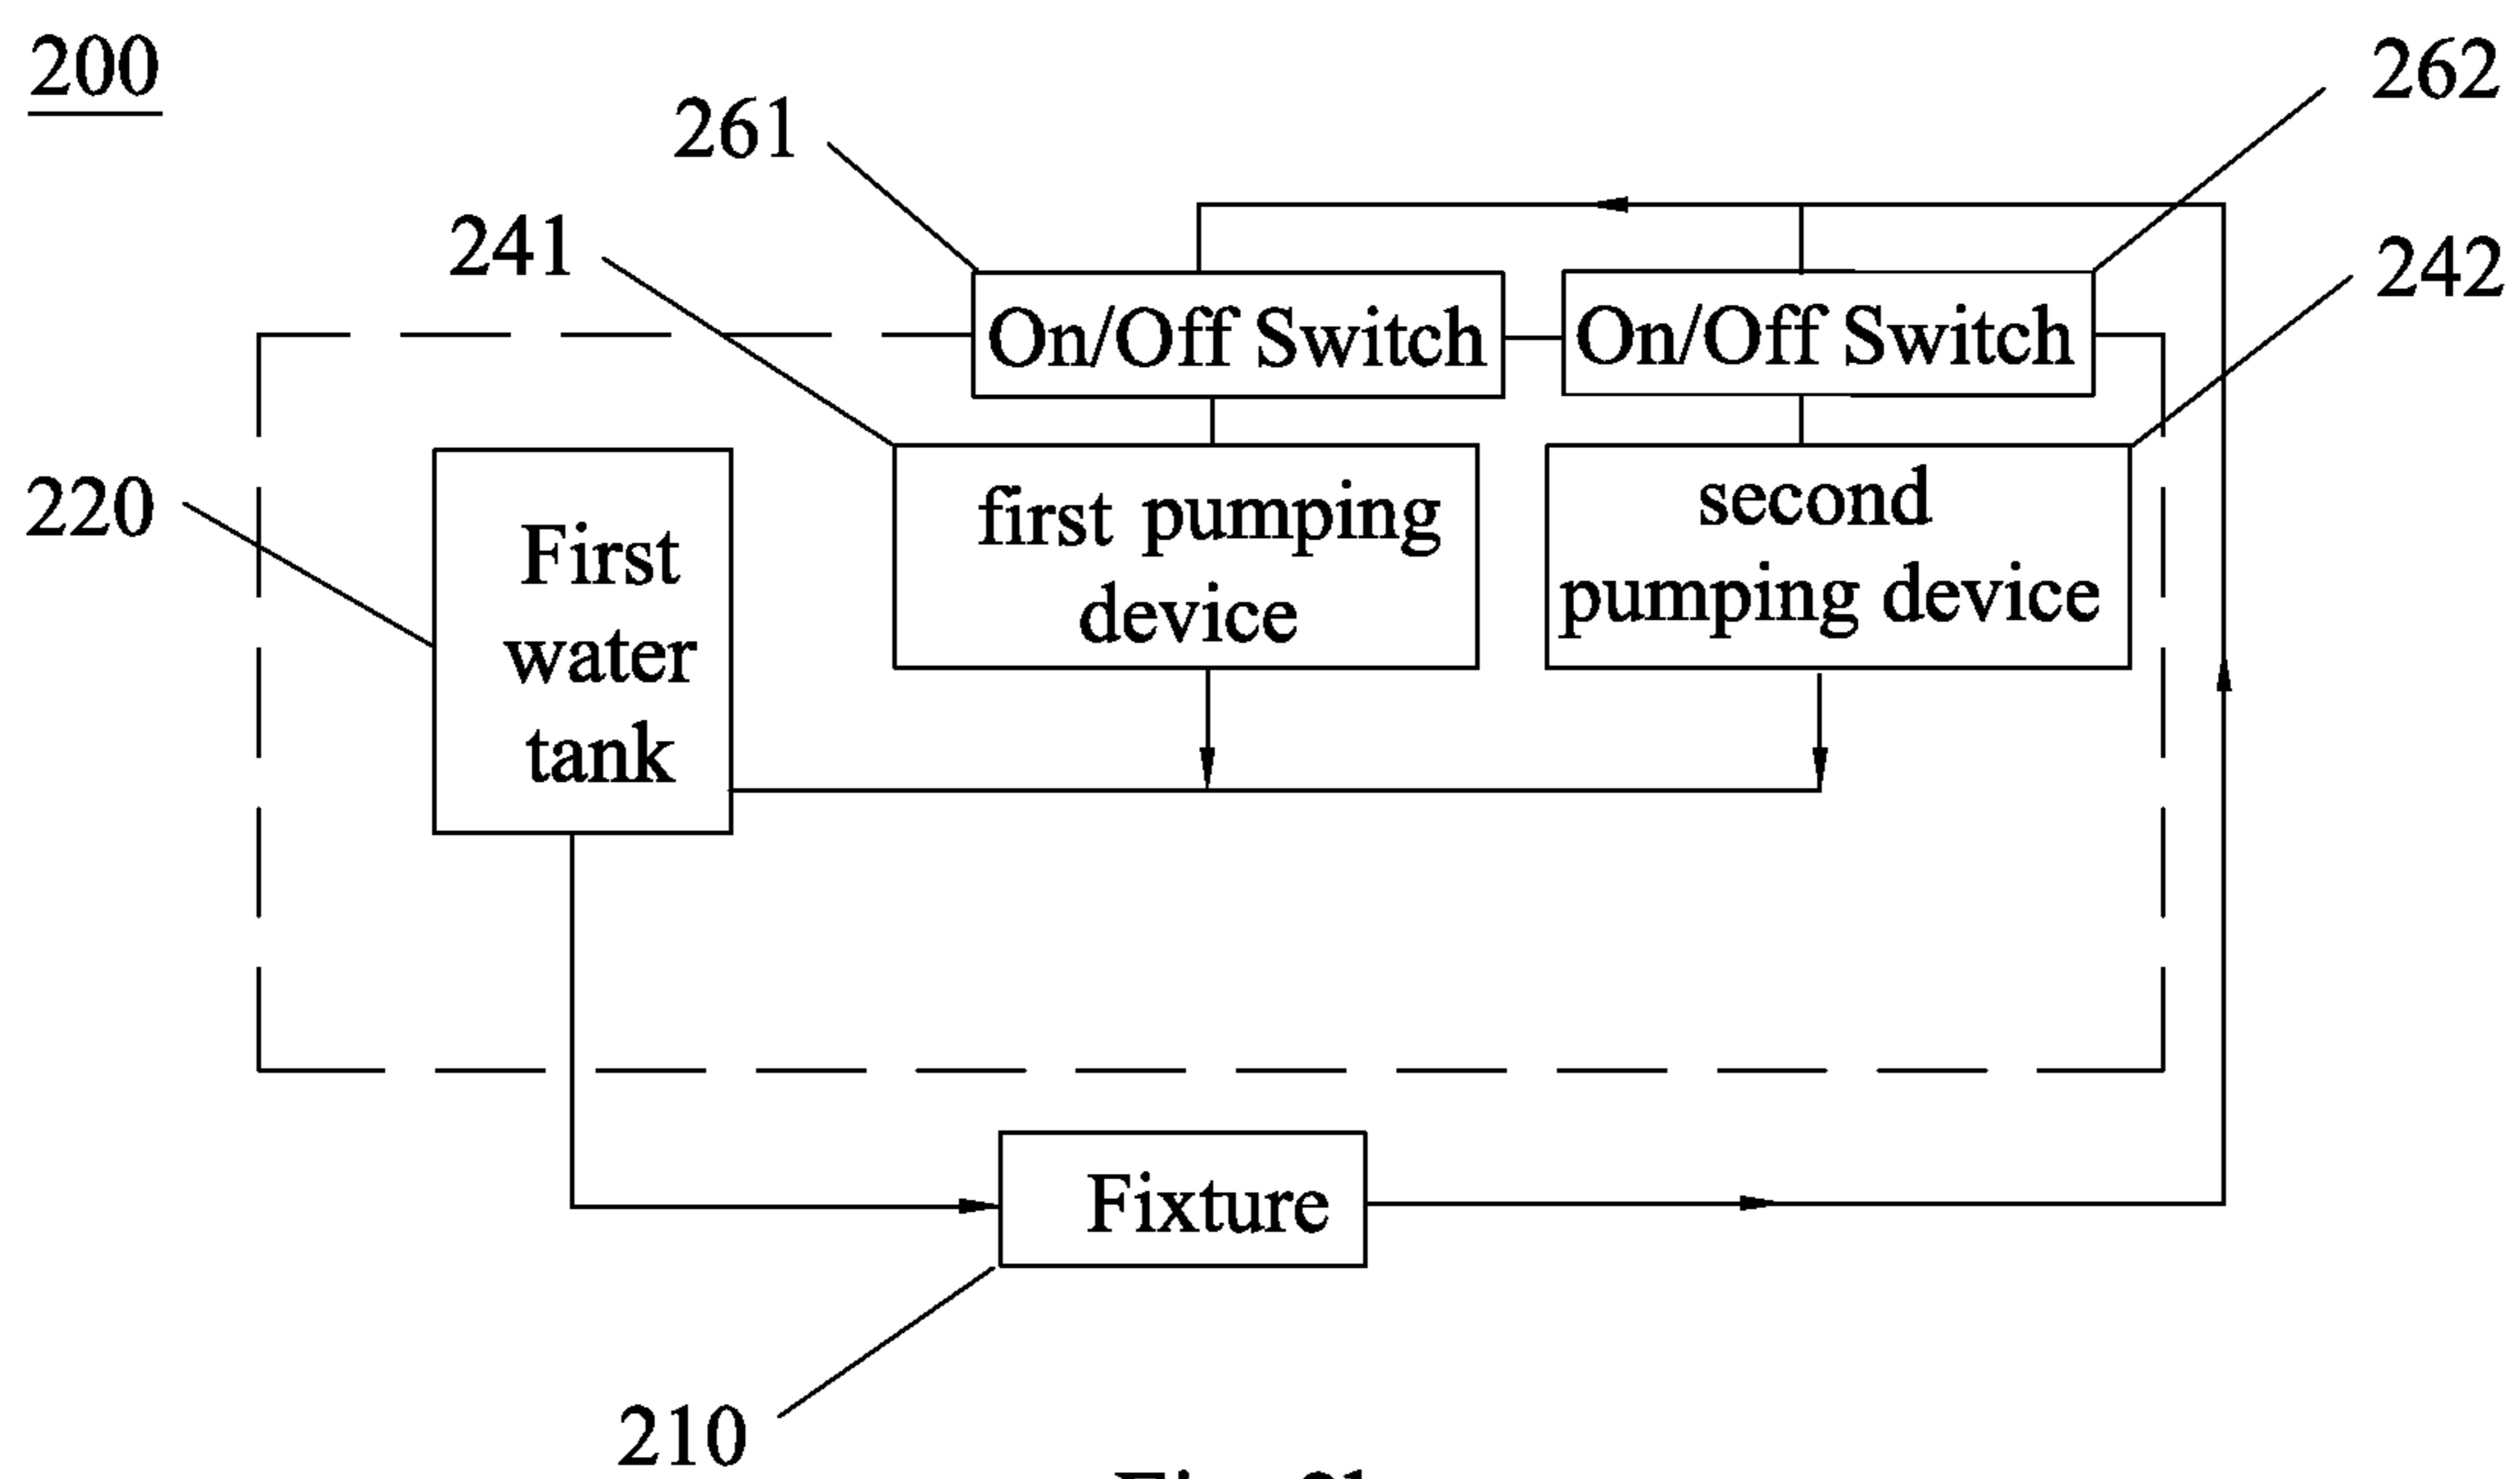 200
262
261
241
242
On/Off Switch
On/Off Switch
220
First
water
tank
first pumping
device
second
pumping device
Fixture
210